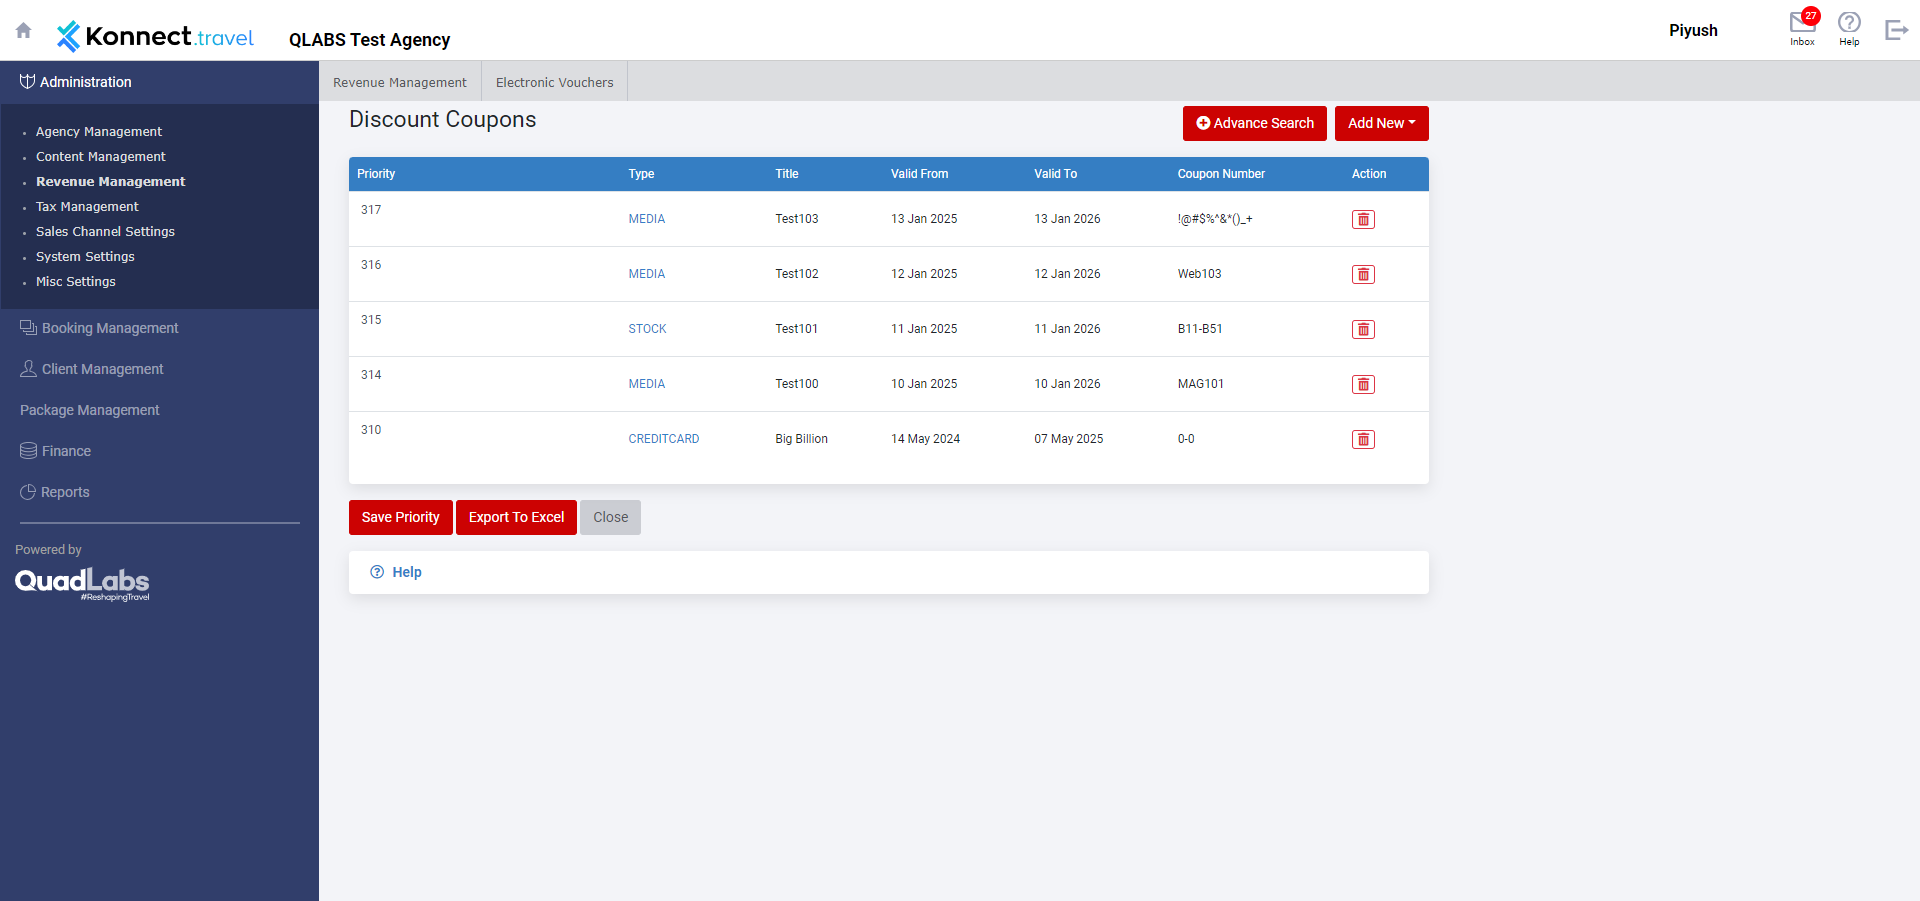 Konnect.travel
QLABS Test Agency
Piyush
27
Inbox
Help
Administration
Agency Management
Content Management
Revenue Management
Tax Management
Sales Channel Settings
System Settings
Misc Settings
Booking Management
Client Management
Package Management
Finance
Reports
Powered by
QuadLabs
#ReshapingTravel
Revenue Management
Electronic Vouchers
Discount Coupons
Advance Search
Add New
Priority Type Title Valid From Valid To Coupon Number Action
317 MEDIA Test103 13 Jan 2025 13 Jan 2026 !@#$%^&*()_+
316 MEDIA Test102 12 Jan 2025 12 Jan 2026 Web103
315 STOCK Test101 11 Jan 2025 11 Jan 2026 B11-B51
314 MEDIA Test100 10 Jan 2025 10 Jan 2026 MAG101
310 CREDITCARD Big Billion 14 May 2024 07 May 2025 0-0
Save Priority
Export To Excel
Close
Help